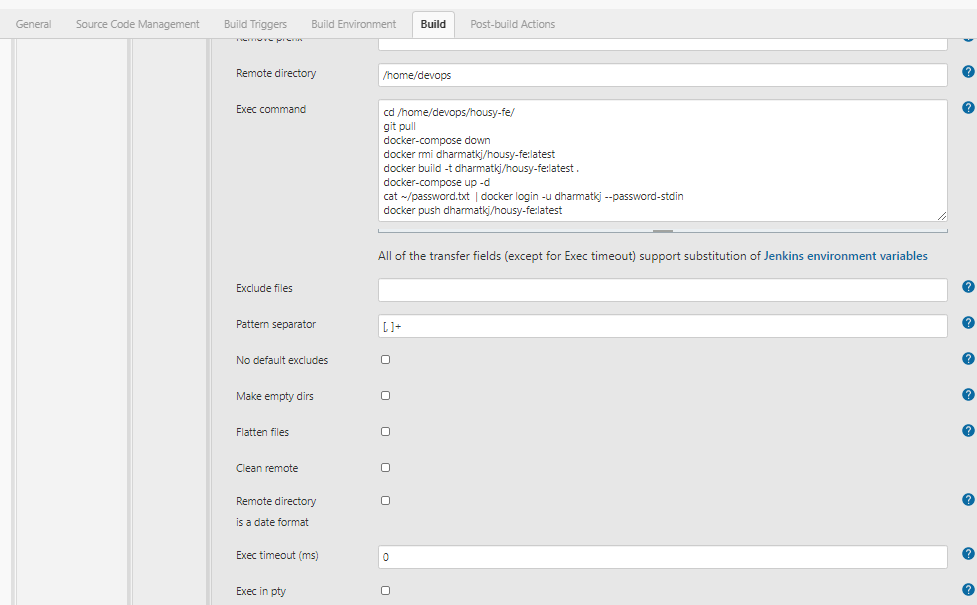 General Source Code Management Build Triggers Build Environment Build Post-build Actions
Remove prefix
Remote directory
/home/devops
Exec command
cd /home/devops/housy-fe/
git pull
docker-compose down
docker rmi dharmatkj/housy-fe:latest
docker build -t dharmatkj/housy-fe:latest .
docker-compose up -d
cat ~/password.txt | docker login -u dharmatkj --password-stdin
docker push dharmatkj/housy-fe:latest
All of the transfer fields (except for Exec timeout) support substitution of Jenkins environment variables
Exclude files
Pattern separator
[, ]+
No default excludes
Make empty dirs
Flatten files
Clean remote
Remote directory
is a date format
Exec timeout (ms)
0
Exec in pty